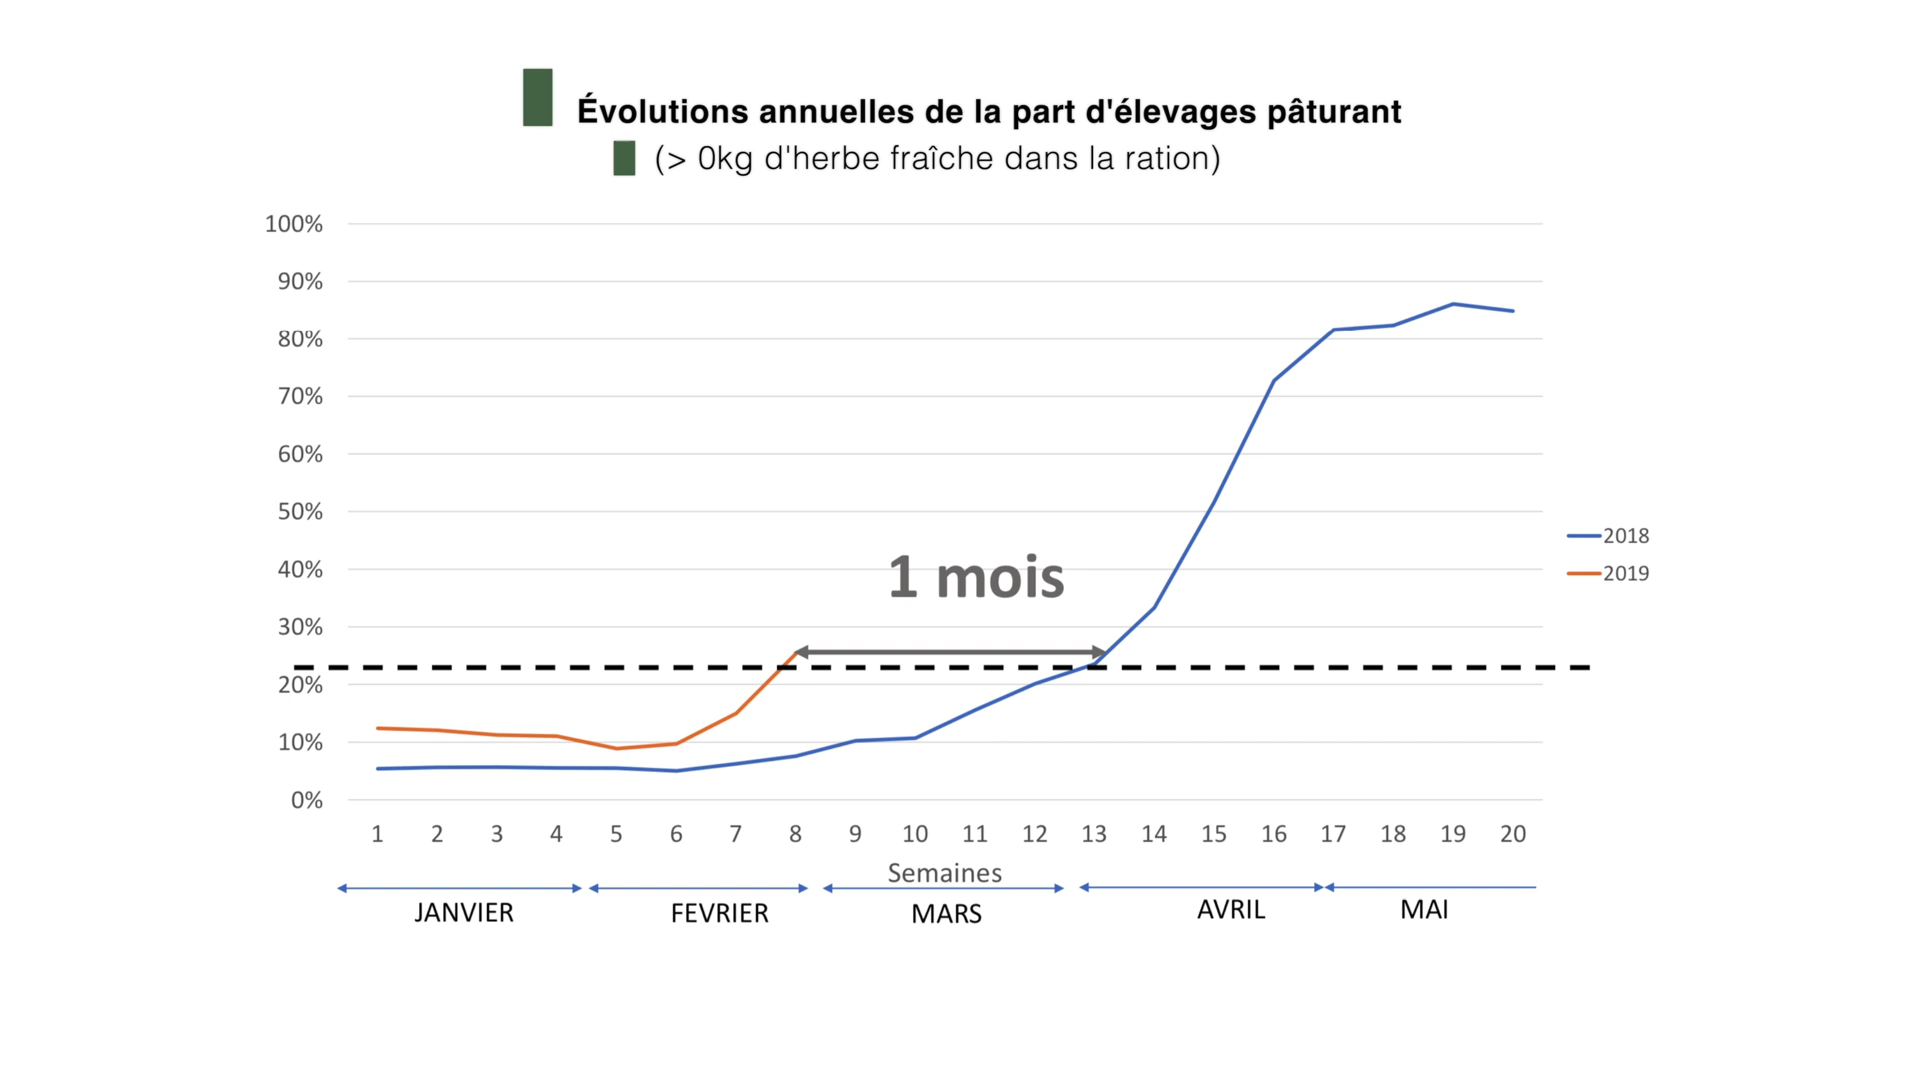 Évolutions annuelles de la part d'élevages pâturant
(> 0kg d'herbe fraîche dans la ration)
100%
90%
80%
70%
60%
50%
40%
30%
20%
10%
0%
1 mois
2018
2019
1 2 3 4 5 6 7 8 9 10 11 12 13 14 15 16 17 18 19 20
Semaines
JANVIER FEVRIER MARS AVRIL MAI